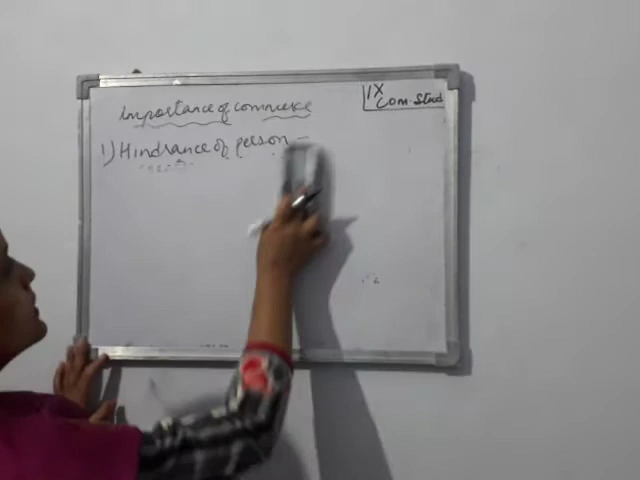 Importance of commerce
IX
Com. Stud
1) Hindrance of person -